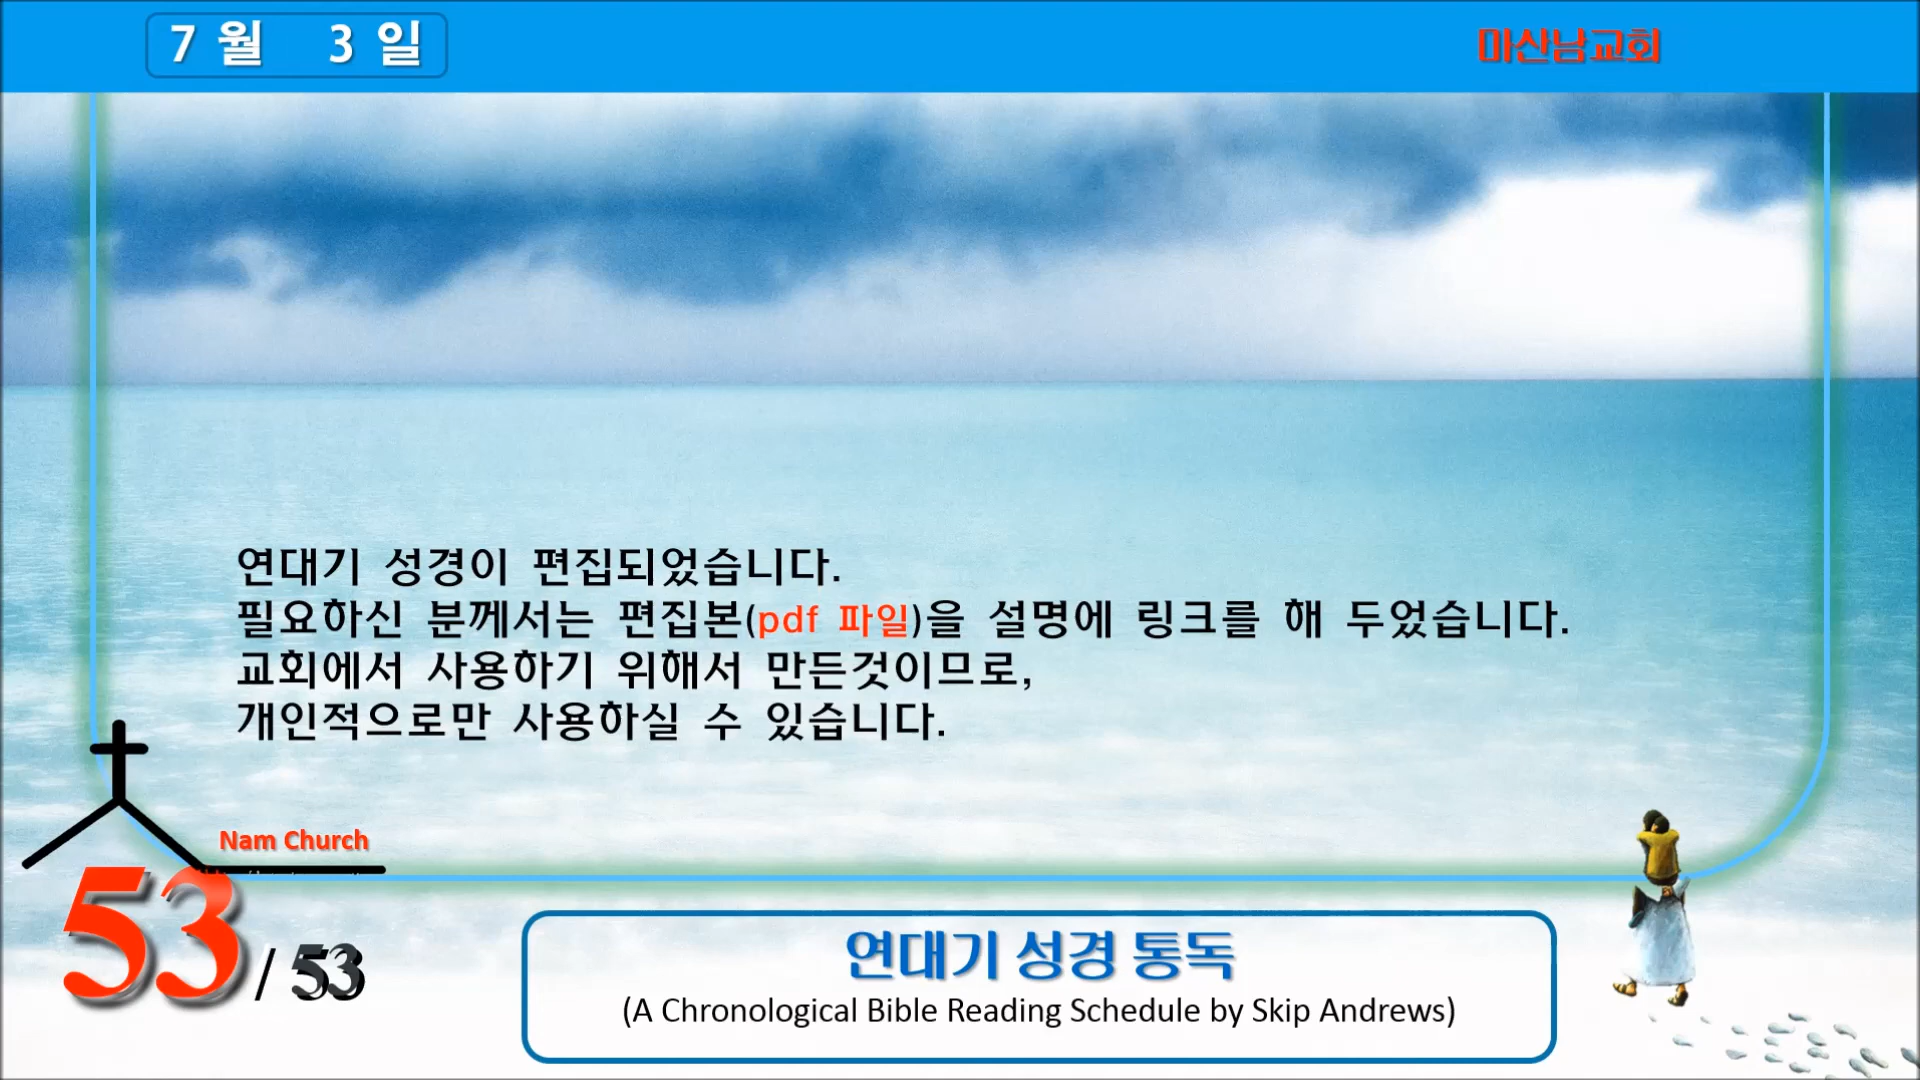 7 월 3 일
마산남교회
연대기 성경이 편집되었습니다.
필요하신 분께서는 편집본(pdf 파일)을 설명에 링크를 해 두었습니다.
교회에서 사용하기 위해서 만든것이므로,
개인적으로만 사용하실 수 있습니다.
Nam Church
53 / 53
연대기 성경 통독
(A Chronological Bible Reading Schedule by Skip Andrews)